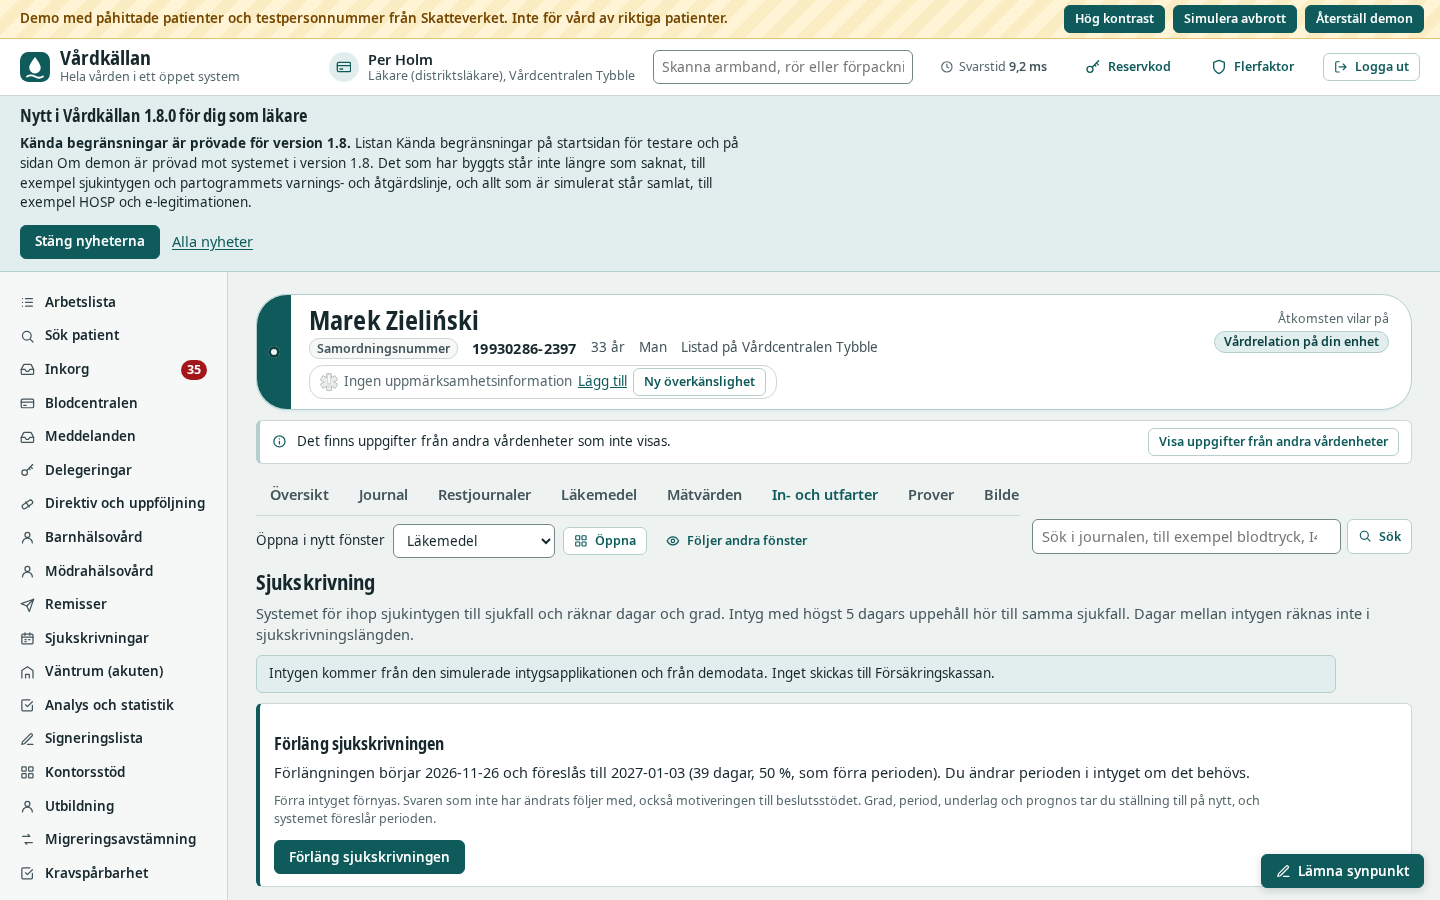 Demo med påhittade patienter och testpersonnummer från Skatteverket. Inte för vård av riktiga patienter.
Hög kontrast
Simulera avbrott
Återställ demon
Vårdkällan
Hela vården i ett öppet system
Per Holm
Läkare (distriktsläkare), Vårdcentralen Tybble
Skanna armband, rör eller förpackni
Svarstid 9,2 ms
Reservkod
Flerfaktor
Logga ut
Nytt i Vårdkällan 1.8.0 för dig som läkare
Kända begränsningar är prövade för version 1.8. Listan Kända begränsningar på startsidan för testare och på
sidan Om demon är prövad mot systemet i version 1.8. Det som har byggts står inte längre som saknat, till
exempel sjukintygen och partogrammets varnings- och åtgärdslinje, och allt som är simulerat står samlat, till
exempel HOSP och e-legitimationen.
Stäng nyheterna
Alla nyheter
Arbetslista
Sök patient
Inkorg
35
Blodcentralen
Meddelanden
Delegeringar
Direktiv och uppföljning
Barnhälsovård
Mödrahälsovård
Remisser
Sjukskrivningar
Väntrum (akuten)
Analys och statistik
Signeringslista
Kontorsstöd
Utbildning
Migreringsavstämning
Kravspårbarhet
Marek Zieliński
Samordningsnummer
19930286-2397
33 år
Man
Listad på Vårdcentralen Tybble
Ingen uppmärksamhetsinformation
Lägg till
Ny överkänslighet
Åtkomsten vilar på
Vårdrelation på din enhet
Det finns uppgifter från andra vårdenheter som inte visas.
Visa uppgifter från andra vårdenheter
Översikt
Journal
Restjournaler
Läkemedel
Mätvärden
In- och utfarter
Prover
Bilde
Öppna i nytt fönster
Läkemedel
Öppna
Följer andra fönster
Sök i journalen, till exempel blodtryck, I
Sök
Sjukskrivning
Systemet för ihop sjukintygen till sjukfall och räknar dagar och grad. Intyg med högst 5 dagars uppehåll hör till samma sjukfall. Dagar mellan intygen räknas inte i
sjukskrivningslängden.
Intygen kommer från den simulerade intygsapplikationen och från demodata. Inget skickas till Försäkringskassan.
Förläng sjukskrivningen
Förlängningen börjar 2026-11-26 och föreslås till 2027-01-03 (39 dagar, 50 %, som förra perioden). Du ändrar perioden i intyget om det behövs.
Förra intyget förnyas. Svaren som inte har ändrats följer med, också motiveringen till beslutsstödet. Grad, period, underlag och prognos tar du ställning till på nytt, och
systemet föreslår perioden.
Förläng sjukskrivningen
Lämna synpunkt